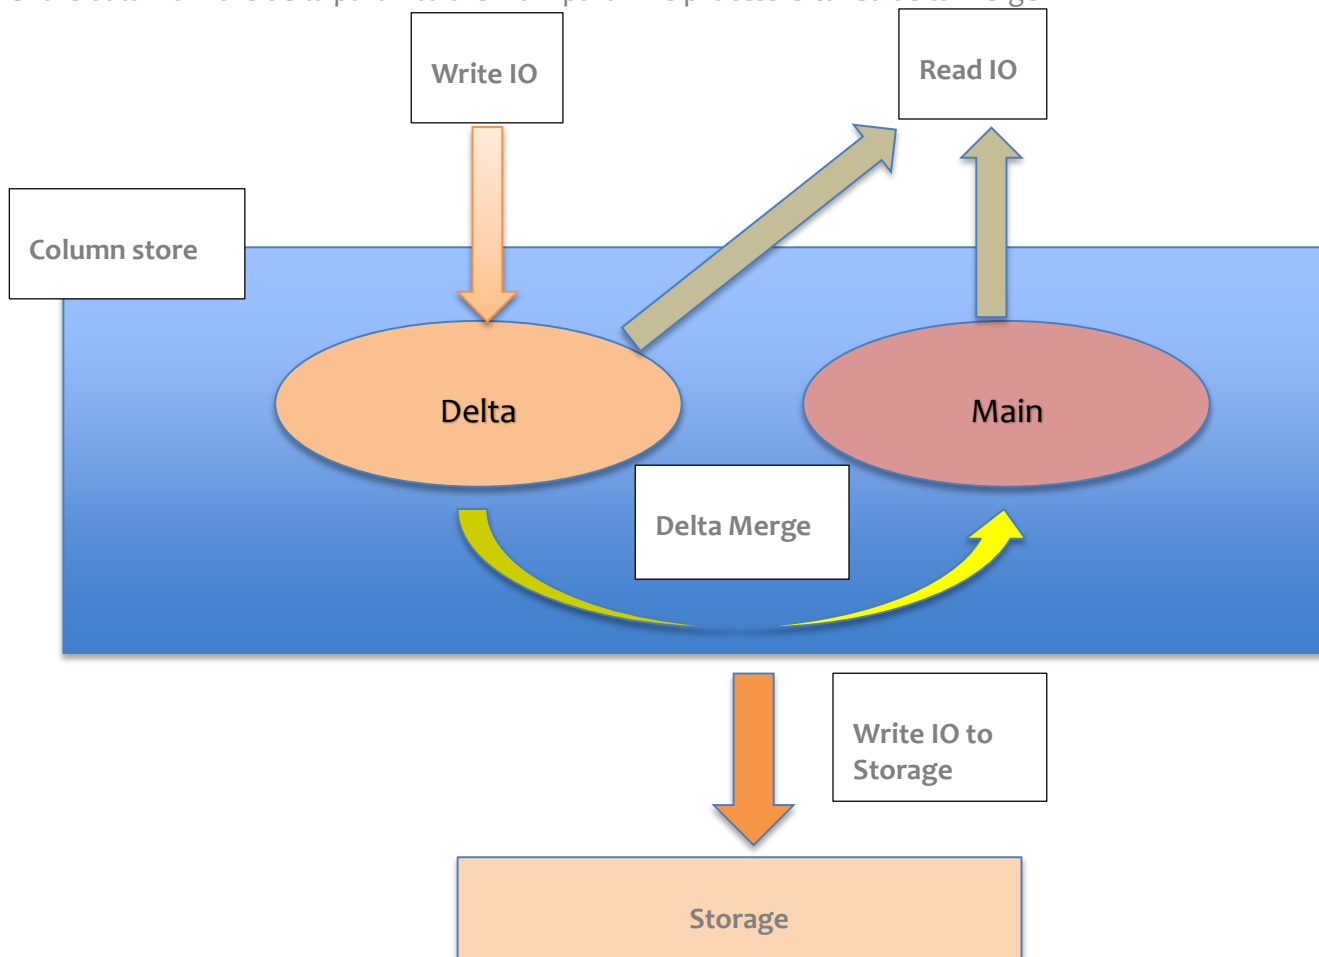 Write IO
Read IO
Column store
Delta
Main
Delta Merge
Write IO to
Storage
Storage